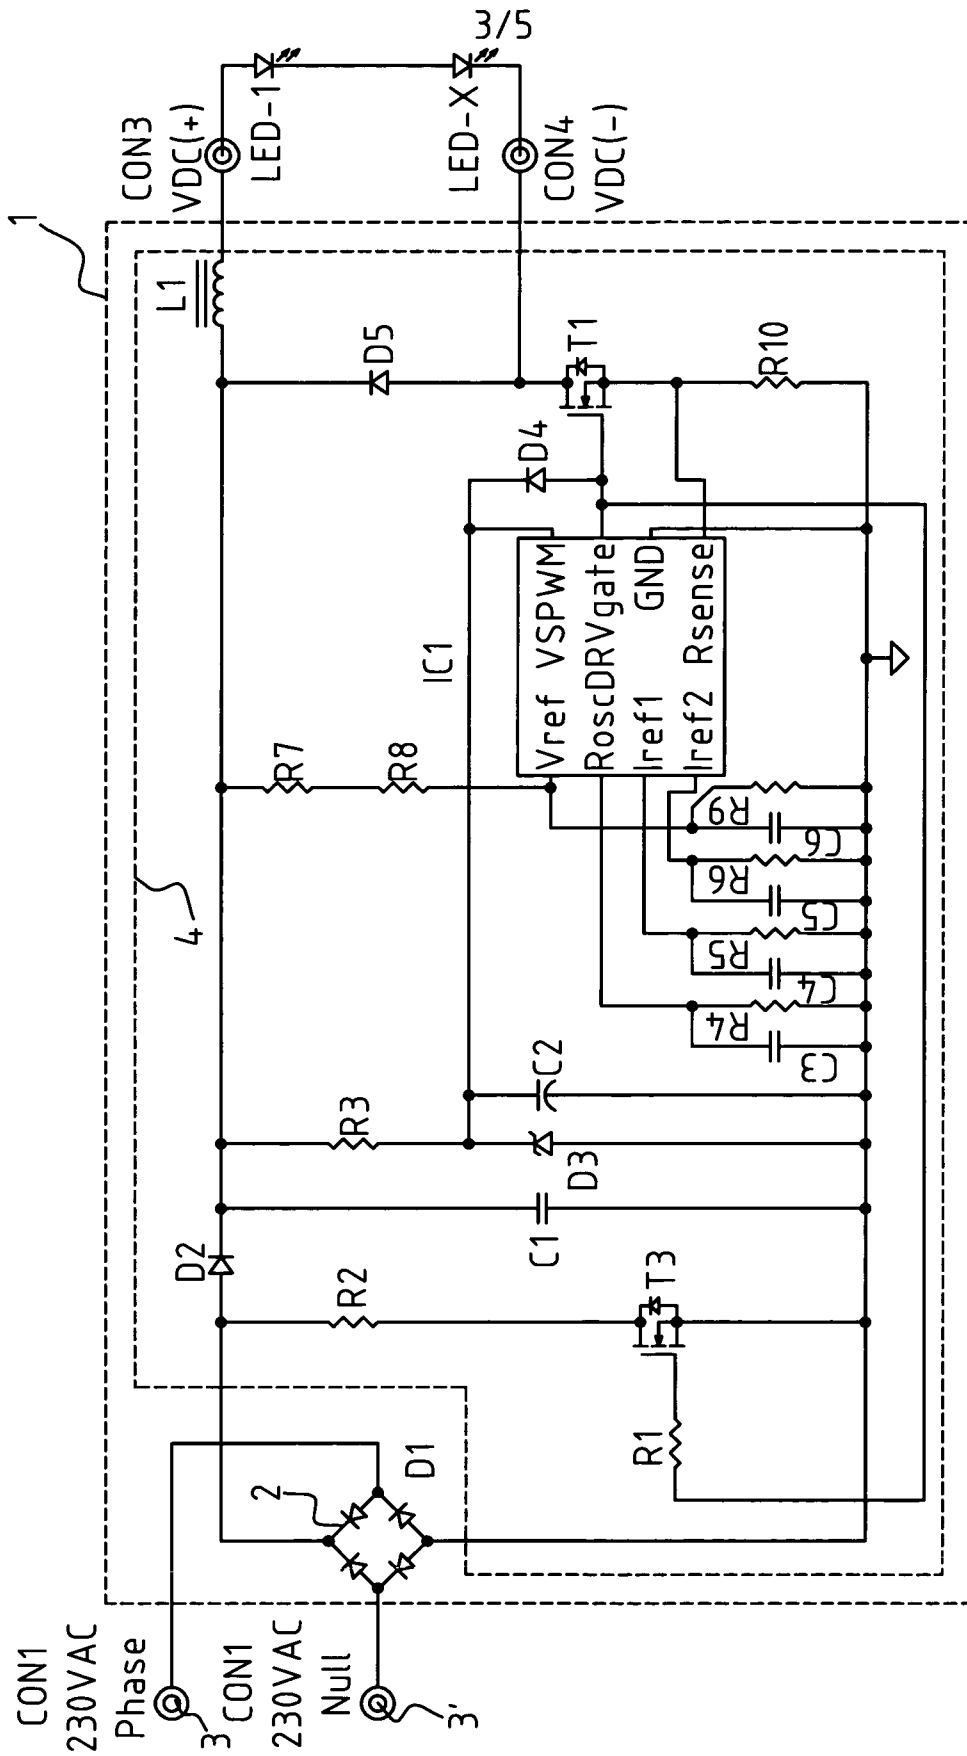 CON1
230VAC
Phase
3
CON1
230VAC
Null
3'
2
D1
D2
R2
T3
R1
C1
R3
D3
C2
4
R7
R8
IC1
Vref VSPWM
RoscDRVgate
Iref1 GND
Iref2 Rsense
R9
C6
R6
C5
R5
C4
R4
C3
D4
D5
T1
R10
L1
1
CON3
VDC(+)
LED-1
LED-X
3/5
CON4
VDC(-)